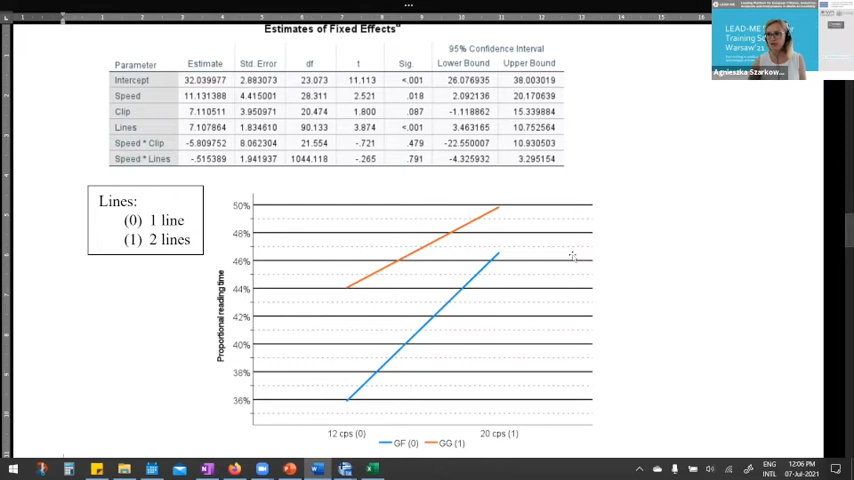 Estimates of Fixed Effects
95% Confidence Interval
Parameter Estimate Std. Error df t Sig. Lower Bound Upper Bound
Intercept 32.039977 2.883073 23.073 11.113 <.001 26.076935 38.003019
Speed 11.131388 4.415001 28.311 2.521 .018 2.092136 20.170639
Clip 7.110511 3.950971 20.474 1.800 .087 -1.118862 15.339884
Lines 7.107864 1.834610 90.133 3.874 <.001 3.463165 10.752564
Speed * Clip -5.809752 8.062304 21.554 -.721 .479 -22.550007 10.930503
Speed * Lines -.515389 1.941937 1044.118 -.265 .791 -4.325932 3.295154
Lines:
(0) 1 line
(1) 2 lines
Proportional reading time
50%
48%
46%
44%
42%
40%
38%
36%
12 cps (0) 20 cps (1)
GF (0) GG (1)
LEAD-ME
Training
Warsaw'21
Agnieszka Szarkow...
ENG
INTL
12:06 PM
07-Jul-2021